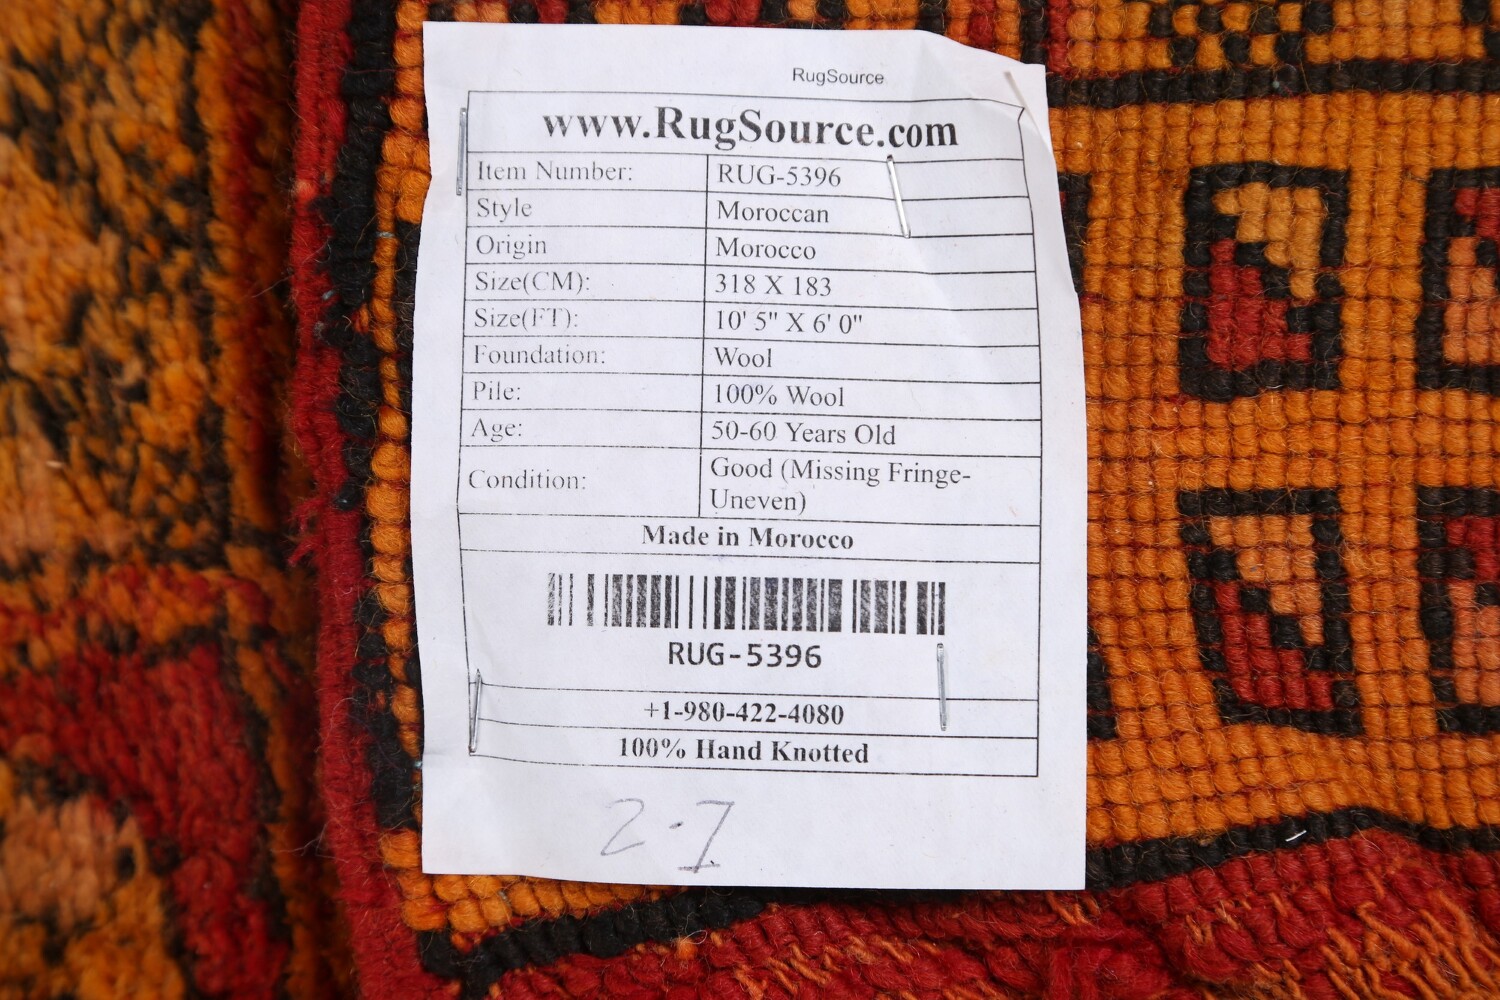 RugSource
www.RugSource.com
Item Number: RUG-5396
Style Moroccan
Origin Morocco
Size(CM): 318 X 183
Size(FT): 10' 5" X 6' 0"
Foundation: Wool
Pile: 100% Wool
Age: 50-60 Years Old
Condition: Good (Missing Fringe-
Uneven)
Made in Morocco
RUG-5396
+1-980-422-4080
100% Hand Knotted
2-7